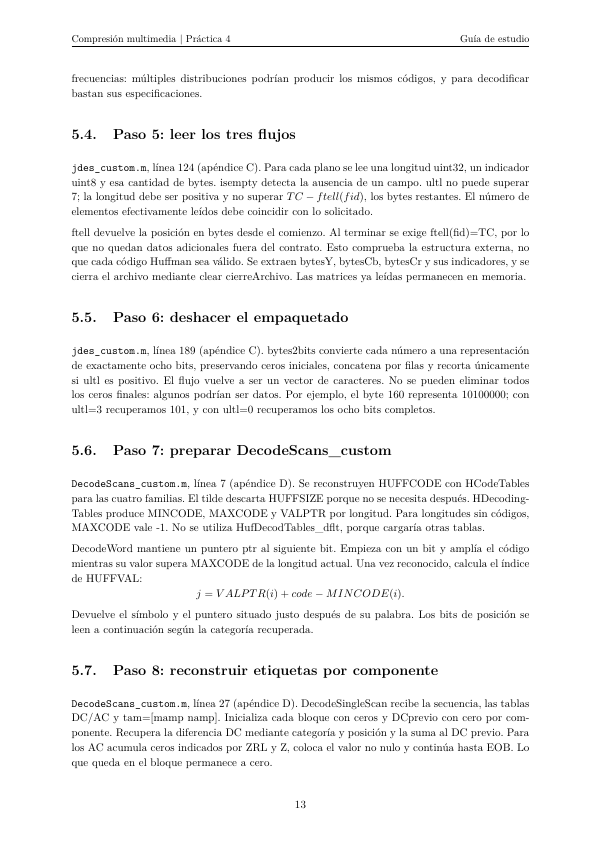 Compresión multimedia | Práctica 4 Guía de estudio
frecuencias: múltiples distribuciones podrían producir los mismos códigos, y para decodificar
bastan sus especificaciones.
5.4. Paso 5: leer los tres flujos
jdes_custom.m, línea 124 (apéndice C). Para cada plano se lee una longitud uint32, un indicador
uint8 y esa cantidad de bytes. isempty detecta la ausencia de un campo. ultl no puede superar
7; la longitud debe ser positiva y no superar TC − ftell(fid), los bytes restantes. El número de
elementos efectivamente leídos debe coincidir con lo solicitado.
ftell devuelve la posición en bytes desde el comienzo. Al terminar se exige ftell(fid)=TC, por lo
que no quedan datos adicionales fuera del contrato. Esto comprueba la estructura externa, no
que cada código Huffman sea válido. Se extraen bytesY, bytesCb, bytesCr y sus indicadores, y se
cierra el archivo mediante clear cierreArchivo. Las matrices ya leídas permanecen en memoria.
5.5. Paso 6: deshacer el empaquetado
jdes_custom.m, línea 189 (apéndice C). bytes2bits convierte cada número a una representación
de exactamente ocho bits, preservando ceros iniciales, concatena por filas y recorta únicamente
si ultl es positivo. El flujo vuelve a ser un vector de caracteres. No se pueden eliminar todos
los ceros finales: algunos podrían ser datos. Por ejemplo, el byte 160 representa 10100000; con
ultl=3 recuperamos 101, y con ultl=0 recuperamos los ocho bits completos.
5.6. Paso 7: preparar DecodeScans_custom
DecodeScans_custom.m, línea 7 (apéndice D). Se reconstruyen HUFFCODE con HCodeTables
para las cuatro familias. El tilde descarta HUFFSIZE porque no se necesita después. HDecoding-
Tables produce MINCODE, MAXCODE y VALPTR por longitud. Para longitudes sin códigos,
MAXCODE vale -1. No se utiliza HufDecodTables_dflt, porque cargaría otras tablas.
DecodeWord mantiene un puntero ptr al siguiente bit. Empieza con un bit y amplía el código
mientras su valor supera MAXCODE de la longitud actual. Una vez reconocido, calcula el índice
de HUFFVAL:
j = VALPTR(i) + code − MINCODE(i).
Devuelve el símbolo y el puntero situado justo después de su palabra. Los bits de posición se
leen a continuación según la categoría recuperada.
5.7. Paso 8: reconstruir etiquetas por componente
DecodeScans_custom.m, línea 27 (apéndice D). DecodeSingleScan recibe la secuencia, las tablas
DC/AC y tam=[mamp namp]. Inicializa cada bloque con ceros y DCprevio con cero por com-
ponente. Recupera la diferencia DC mediante categoría y posición y la suma al DC previo. Para
los AC acumula ceros indicados por ZRL y Z, coloca el valor no nulo y continúa hasta EOB. Lo
que queda en el bloque permanece a cero.
13